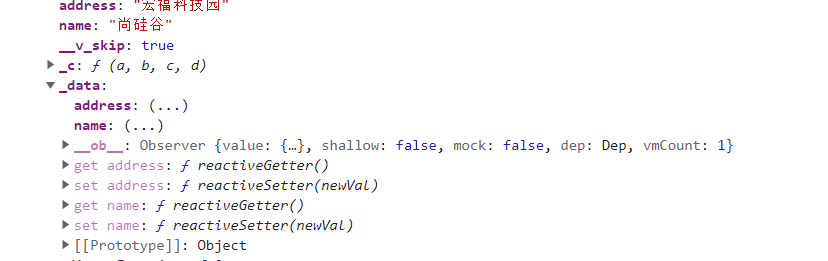 address: "宏福科技园"
name: "尚硅谷"
__v_skip: true
_c: ƒ (a, b, c, d)
_data:
address: (...)
name: (...)
__ob__: Observer {value: {…}, shallow: false, mock: false, dep: Dep, vmCount: 1}
get address: ƒ reactiveGetter()
set address: ƒ reactiveSetter(newVal)
get name: ƒ reactiveGetter()
set name: ƒ reactiveSetter(newVal)
[[Prototype]]: Object